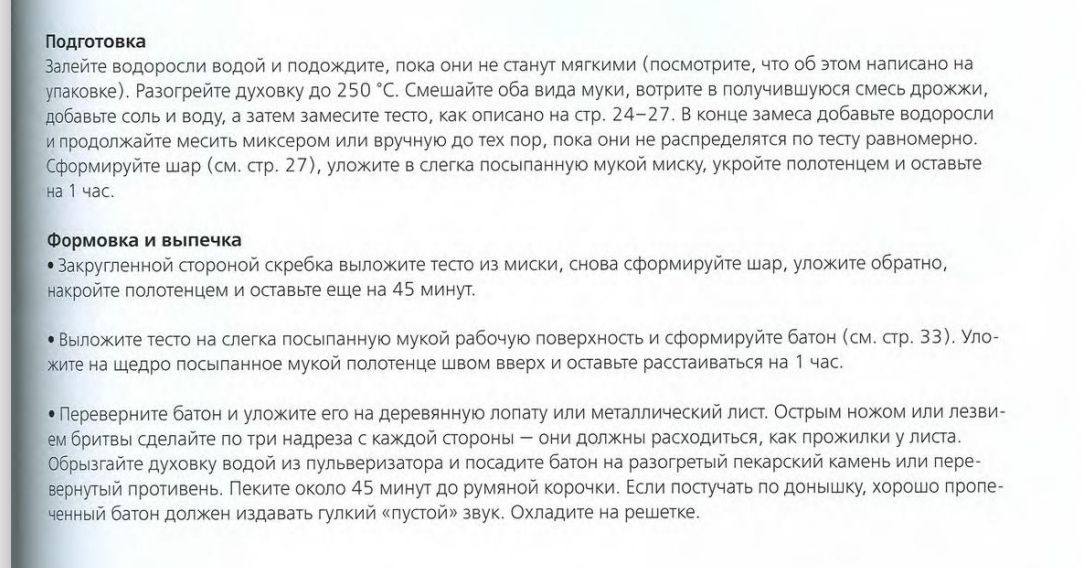 Подготовка
Залейте водоросли водой и подождите, пока они не станут мягкими (посмотрите, что об этом написано на
упаковке). Разогрейте духовку до 250 °С. Смешайте оба вида муки, вотрите в получившуюся смесь дрожжи,
добавьте соль и воду, а затем замесите тесто, как описано на стр. 24–27. В конце замеса добавьте водоросли
и продолжайте месить миксером или вручную до тех пор, пока они не распределятся по тесту равномерно.
Сформируйте шар (см. стр. 27), уложите в слегка посыпанную мукой миску, укройте полотенцем и оставьте
на 1 час.
Формовка и выпечка
• Закругленной стороной скребка выложите тесто из миски, снова сформируйте шар, уложите обратно,
накройте полотенцем и оставьте еще на 45 минут.
• Выложите тесто на слегка посыпанную мукой рабочую поверхность и сформируйте батон (см. стр. 33). Уло-
жите на щедро посыпанное мукой полотенце швом вверх и оставьте расстаиваться на 1 час.
• Переверните батон и уложите его на деревянную лопату или металлический лист. Острым ножом или лезви-
ем бритвы сделайте по три надреза с каждой стороны — они должны расходиться, как прожилки у листа.
Обрызгайте духовку водой из пульверизатора и посадите батон на разогретый пекарский камень или пере-
вернутый противень. Пеките около 45 минут до румяной корочки. Если постучать по донышку, хорошо пропе-
ченный батон должен издавать гулкий «пустой» звук. Охладите на решетке.